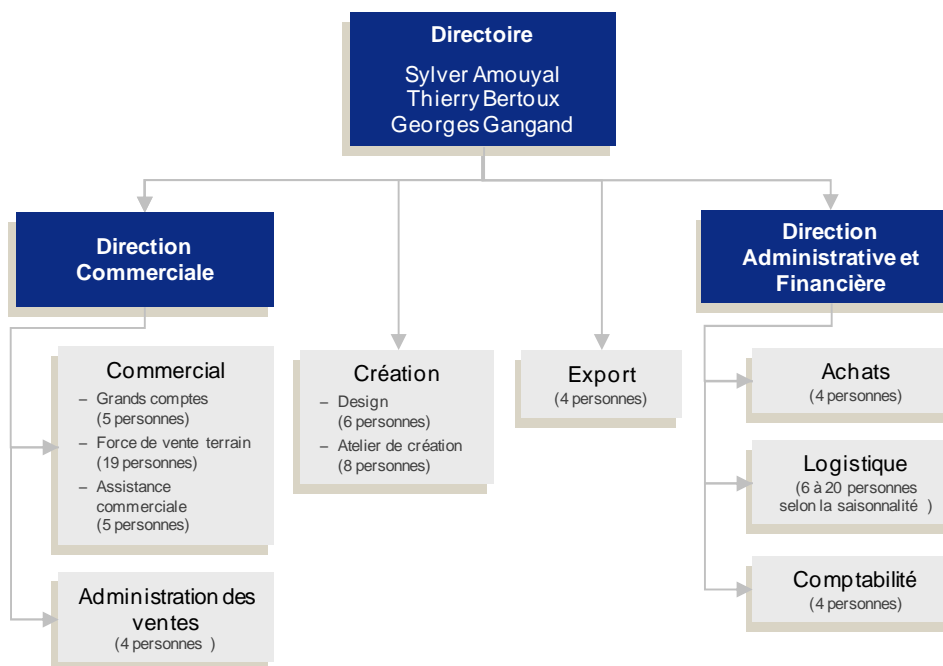 Directoire
Sylver Amouyal
Thierry Bertoux
Georges Gangand
Direction
Commerciale
Direction
Administrative et
Financière
Commercial
– Grands comptes
(5 personnes)
– Force de vente terrain
(19 personnes)
– Assistance
commerciale
(5 personnes)
Administration des
ventes
(4 personnes )
Création
– Design
(6 personnes)
– Atelier de création
(8 personnes)
Export
(4 personnes)
Achats
(4 personnes)
Logistique
(6 à 20 personnes
selon la saisonnalité )
Comptabilité
(4 personnes)